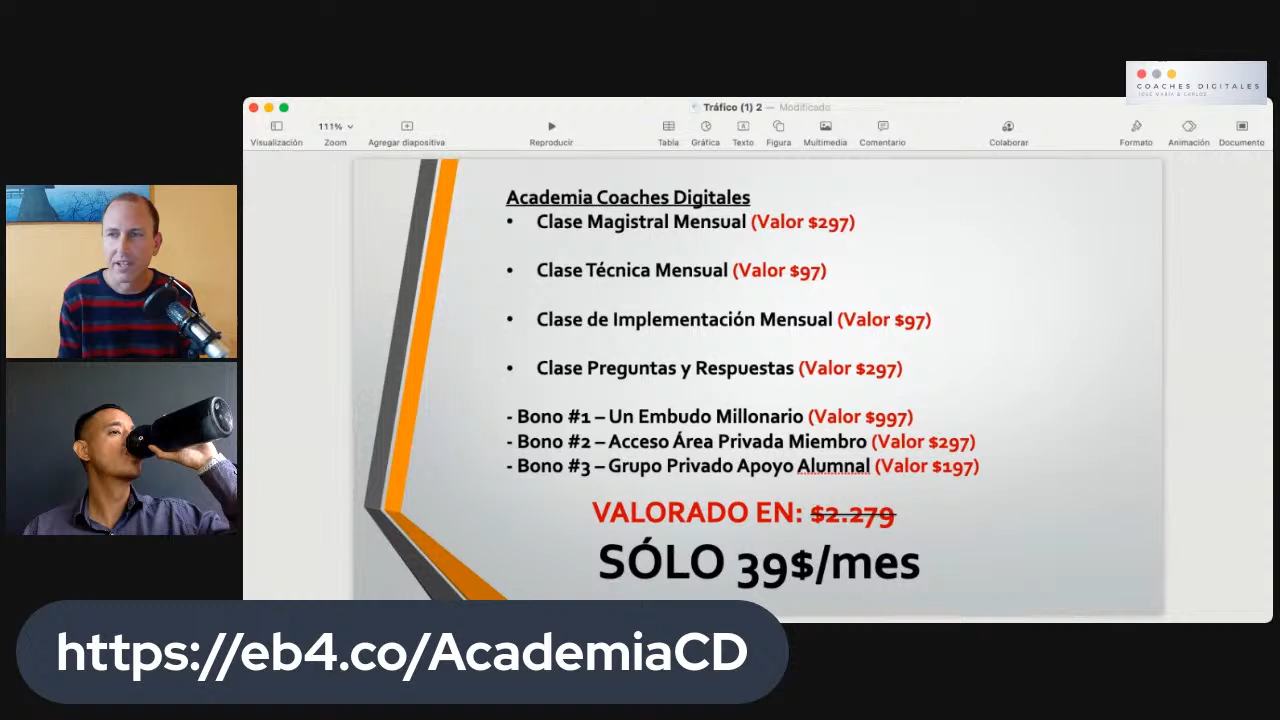 COACHES DIGITALES
JOSÉ MARÍA & CARLOS
Tráfico (1) 2 — Modificado
111%
Visualización Zoom Agregar diapositiva Reproducir Tabla Gráfica Texto Figura Multimedia Comentario Colaborar Formato Animación Documento
Academia Coaches Digitales
• Clase Magistral Mensual (Valor $297)
• Clase Técnica Mensual (Valor $97)
• Clase de Implementación Mensual (Valor $97)
• Clase Preguntas y Respuestas (Valor $297)
- Bono #1 – Un Embudo Millonario (Valor $997)
- Bono #2 – Acceso Área Privada Miembro (Valor $297)
- Bono #3 – Grupo Privado Apoyo Alumnal (Valor $197)
VALORADO EN: $2.279
SÓLO 39$/mes
https://eb4.co/AcademiaCD